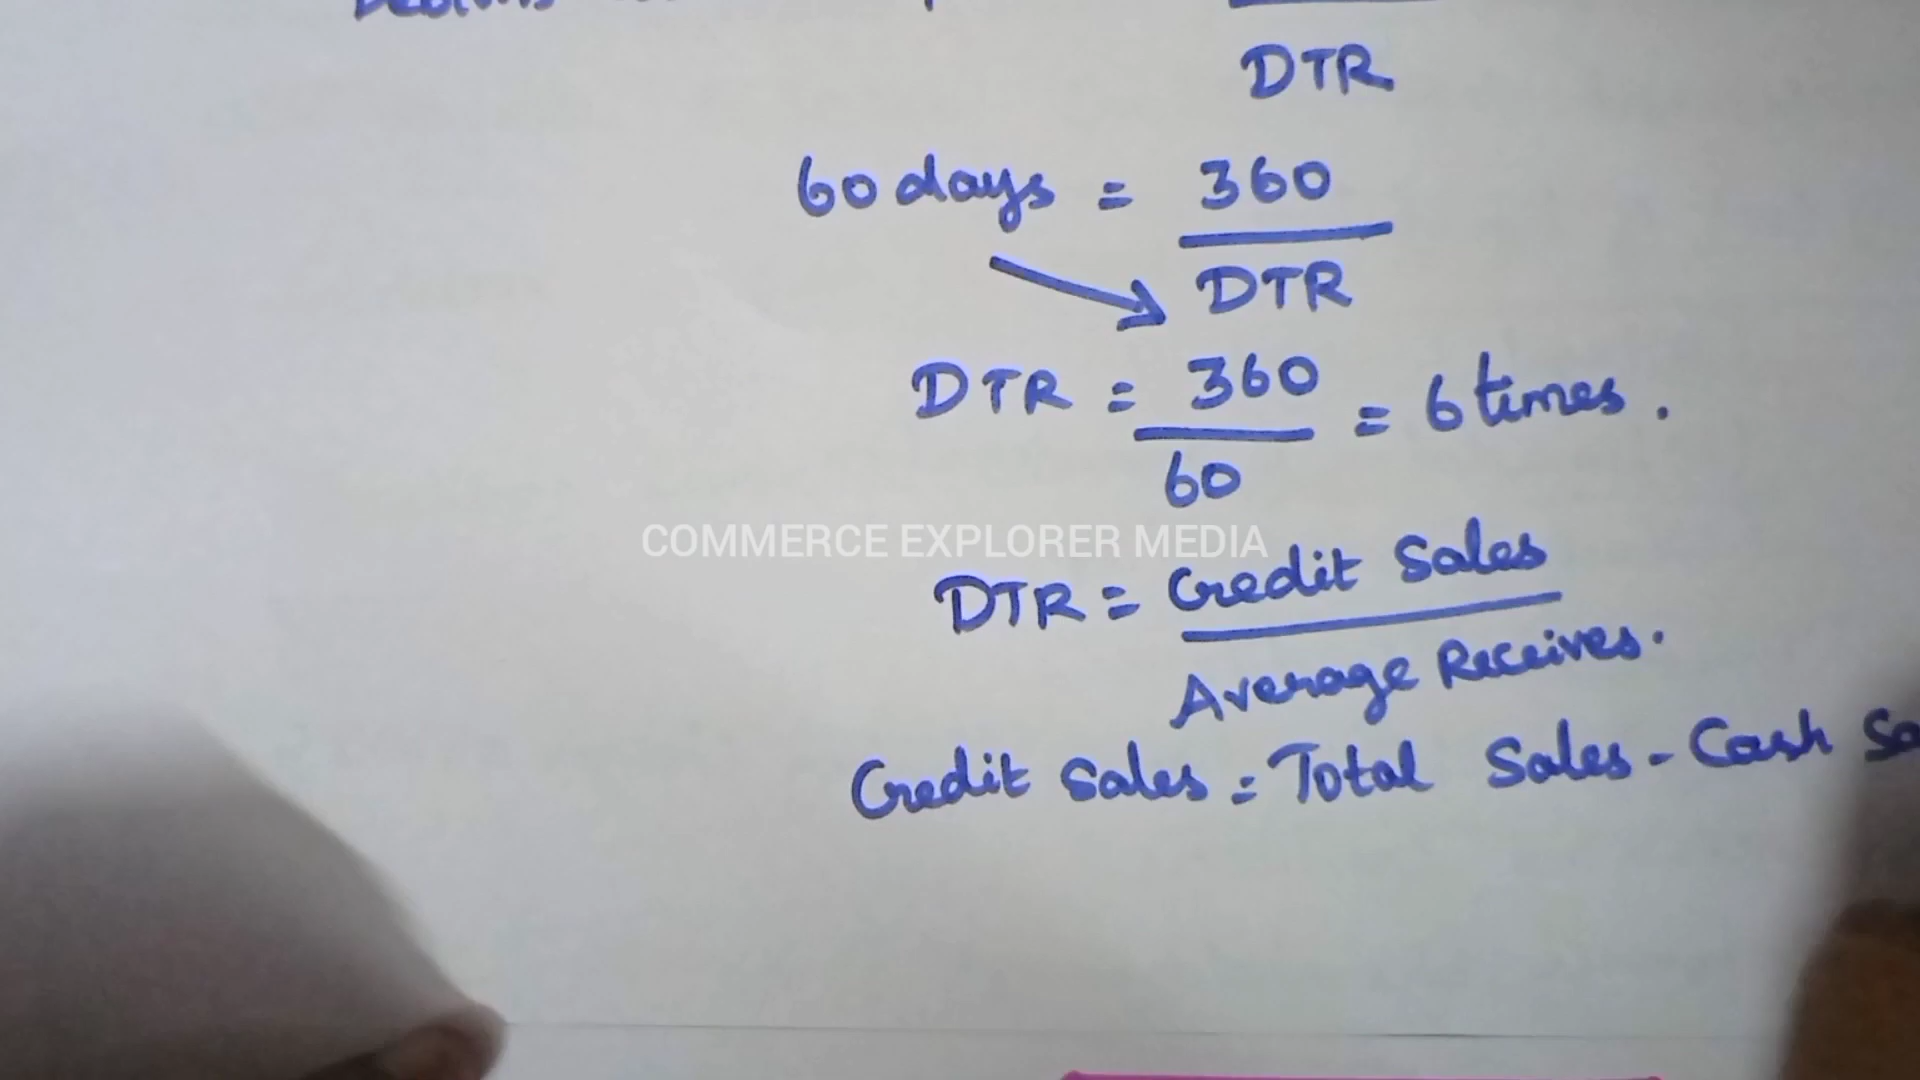 DTR
60 days = 360
DTR
DTR = 360 = 6 times.
60
COMMERCE EXPLORER MEDIA
DTR = Credit Sales
Average Receives.
Credit Sales = Total Sales - Cash